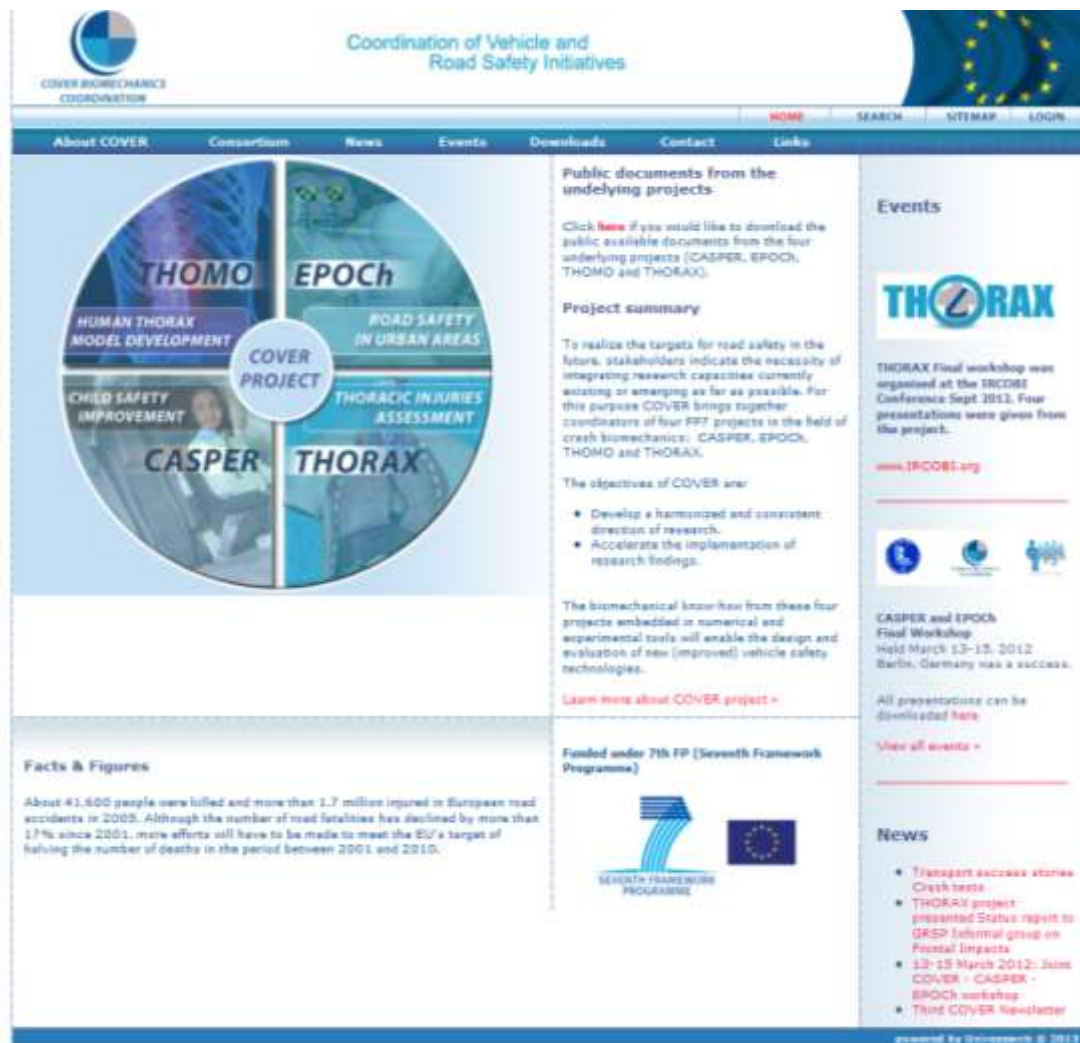 COVER BIOMECHANICS
COORDINATION
Coordination of Vehicle and
Road Safety Initiatives
HOME SEARCH SITEMAP LOGIN
About COVER Consortium News Events Downloads Contact Links
THOMO
HUMAN THORAX
MODEL DEVELOPMENT
EPOCh
ROAD SAFETY
IN URBAN AREAS
COVER
PROJECT
CHILD SAFETY
IMPROVEMENT
CASPER
THORACIC INJURIES
ASSESSMENT
THORAX
Public documents from the
undelying projects
Click here if you would like to download the
public available documents from the four
underlying projects (CASPER, EPOCh,
THOMO and THORAX).
Project summary
To realize the targets for road safety in the
future, stakeholders indicate the necessity of
integrating research capacities currently
existing or emerging as far as possible. For
this purpose COVER brings together
coordinators of four FP7 projects in the field of
crash biomechanics: CASPER, EPOCh,
THOMO and THORAX.
The objectives of COVER are:
• Develop a harmonized and consistent
direction of research.
• Accelerate the implementation of
research findings.
The biomechanical know-how from these four
projects embedded in numerical and
experimental tools will enable the design and
evaluation of new (improved) vehicle safety
technologies.
Learn more about COVER project »
Facts & Figures
About 41.600 people were killed and more than 1.7 million injured in European road
accidents in 2005. Although the number of road fatalities has declined by more than
17% since 2001, more efforts will have to be made to meet the EU's target of
halving the number of deaths in the period between 2001 and 2010.
Funded under 7th FP (Seventh Framework
Programme)
SEVENTH FRAMEWORK
PROGRAMME
Events
THORAX
THORAX Final workshop was
organised at the IRCOBI
Conference Sept 2013. Four
presentations were given from
the project.
www.IRCOBI.org
CASPER and EPOCh
Final Workshop
Held March 13-15, 2012
Berlin, Germany was a success.
All presentations can be
downloaded here
View all events »
News
• Transport success stories
Crash tests
• THORAX project
presented Status report to
GRSP Informal group on
Frontal Impacts
• 13-15 March 2012: Joint
COVER - CASPER -
EPOCh workshop
• Third COVER Newsletter
powered by Uniresearch © 2013